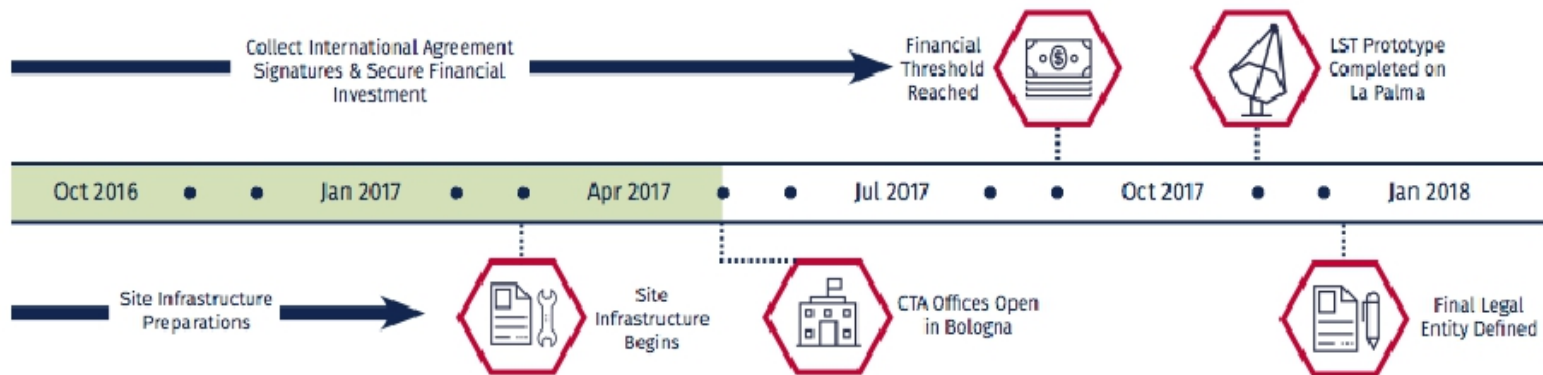 Collect International Agreement
Signatures & Secure Financial
Investment
Financial
Threshold
Reached
$
LST Prototype
Completed on
La Palma
Oct 2016 Jan 2017 Apr 2017 Jul 2017 Oct 2017 Jan 2018
Site Infrastructure
Preparations
Site
Infrastructure
Begins
CTA Offices Open
in Bologna
Final Legal
Entity Defined